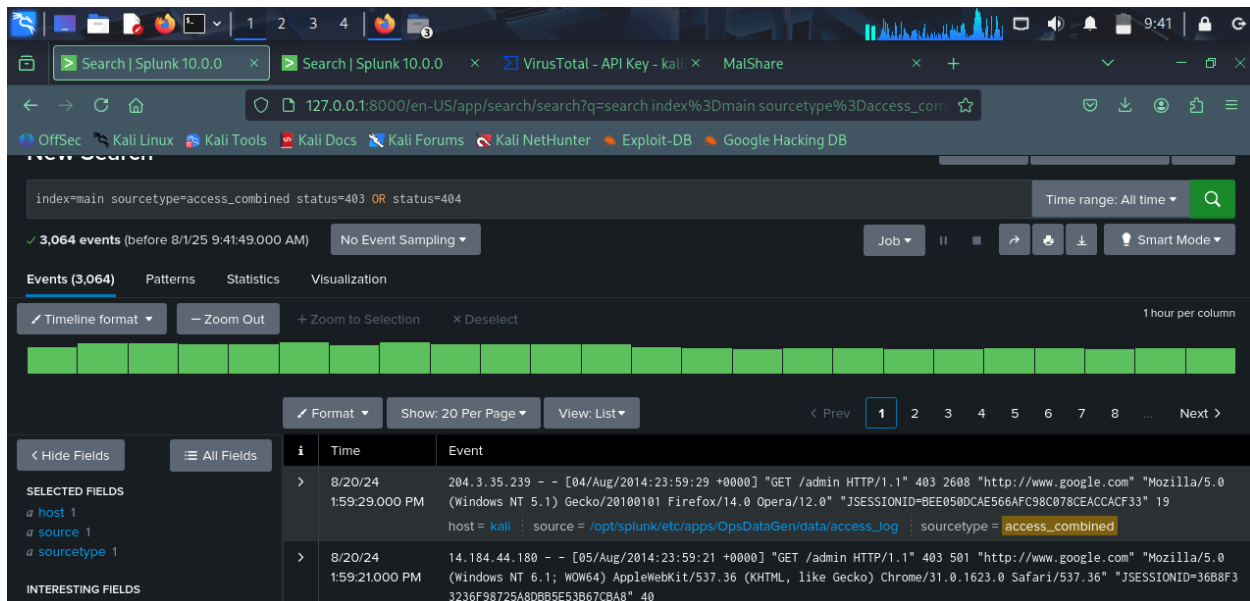 1 2 3 4 3 9:41
Search | Splunk 10.0.0 × Search | Splunk 10.0.0 × VirusTotal - API Key - kali × MalShare × +
127.0.0.1:8000/en-US/app/search/search?q=search index%3Dmain sourcetype%3Daccess_com
OffSec Kali Linux Kali Tools Kali Docs Kali Forums Kali NetHunter Exploit-DB Google Hacking DB
New Search
index=main sourcetype=access_combined status=403 OR status=404 Time range: All time
3,064 events (before 8/1/25 9:41:49.000 AM) No Event Sampling Job Smart Mode
Events (3,064) Patterns Statistics Visualization
Timeline format — Zoom Out + Zoom to Selection × Deselect 1 hour per column
Format Show: 20 Per Page View: List < Prev 1 2 3 4 5 6 7 8 ... Next >
< Hide Fields All Fields i Time Event
SELECTED FIELDS
a host 1
a source 1
a sourcetype 1
INTERESTING FIELDS
> 8/20/24 1:59:29.000 PM
204.3.35.239 - - [04/Aug/2014:23:59:29 +0000] "GET /admin HTTP/1.1" 403 2608 "http://www.google.com" "Mozilla/5.0
(Windows NT 5.1) Gecko/20100101 Firefox/14.0 Opera/12.0" "JSESSIONID=BEE050DCAE566AFC98C078CEACCACF33" 19
host = kali source = /opt/splunk/etc/apps/OpsDataGen/data/access_log sourcetype = access_combined
> 8/20/24 1:59:21.000 PM
14.184.44.180 - - [05/Aug/2014:23:59:21 +0000] "GET /admin HTTP/1.1" 403 501 "http://www.google.com" "Mozilla/5.0
(Windows NT 6.1; WOW64) AppleWebKit/537.36 (KHTML, like Gecko) Chrome/31.0.1623.0 Safari/537.36" "JSESSIONID=36B8F3
3236F98725A8DBB5E53B67CBA8" 40